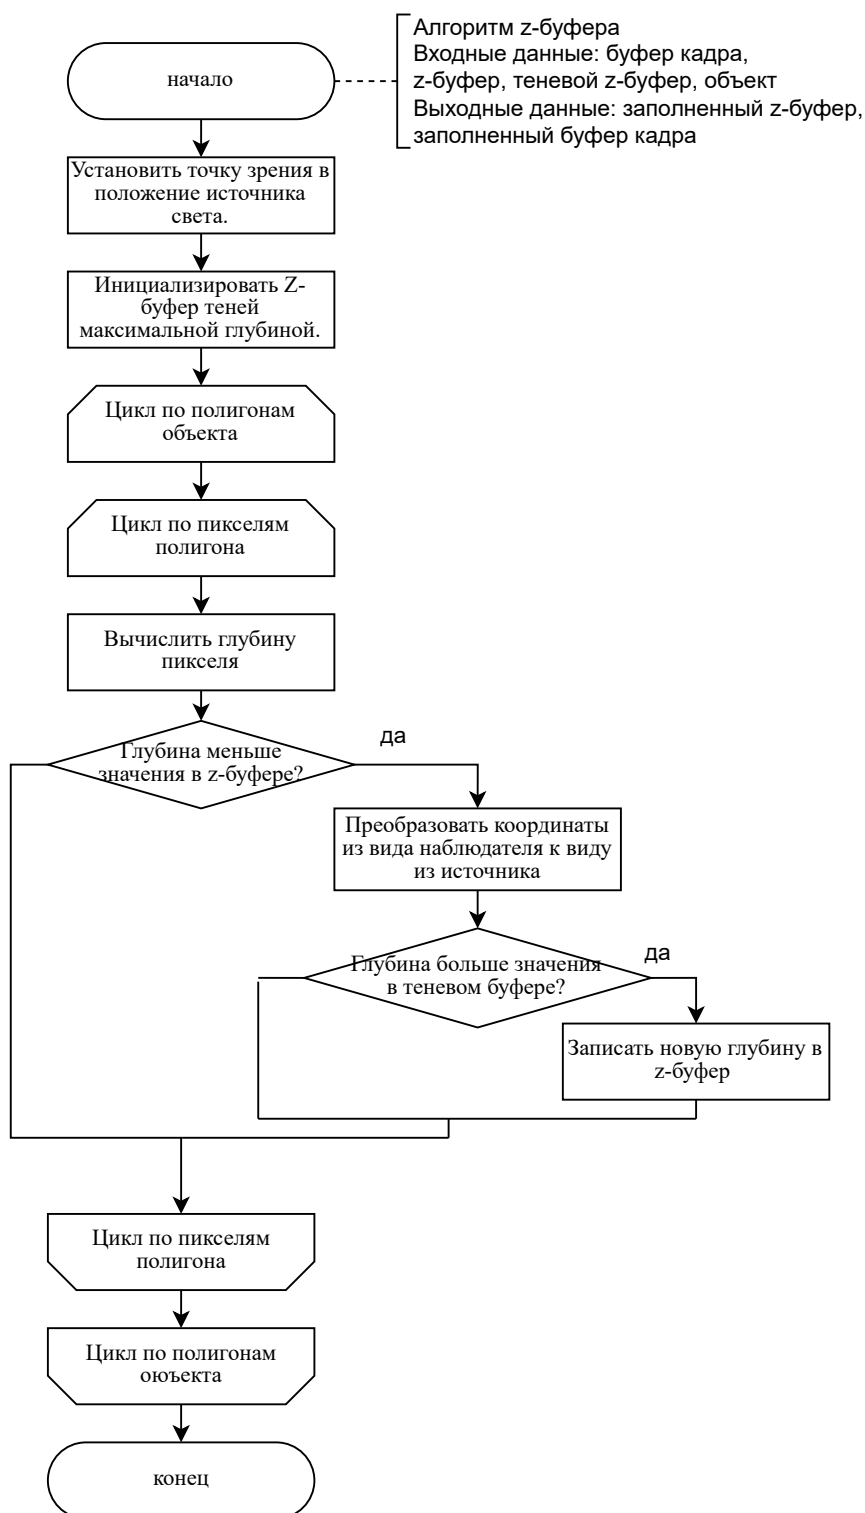 Алгоритм z-буфера
Входные данные: буфер кадра,
z-буфер, теневой z-буфер, объект
Выходные данные: заполненный z-буфер,
заполненный буфер кадра
начало
Установить точку зрения в
положение источника
света.
Инициализировать Z-
буфер теней
максимальной глубиной.
Цикл по полигонам
объекта
Цикл по пикселям
полигона
Вычислить глубину
пикселя
Глубина меньше
значения в z-буфере?
да
Преобразовать координаты
из вида наблюдателя к виду
из источника
Глубина больше значения
в теневом буфере?
да
Записать новую глубину в
z-буфер
Цикл по пикселям
полигона
Цикл по полигонам
оюъекта
конец